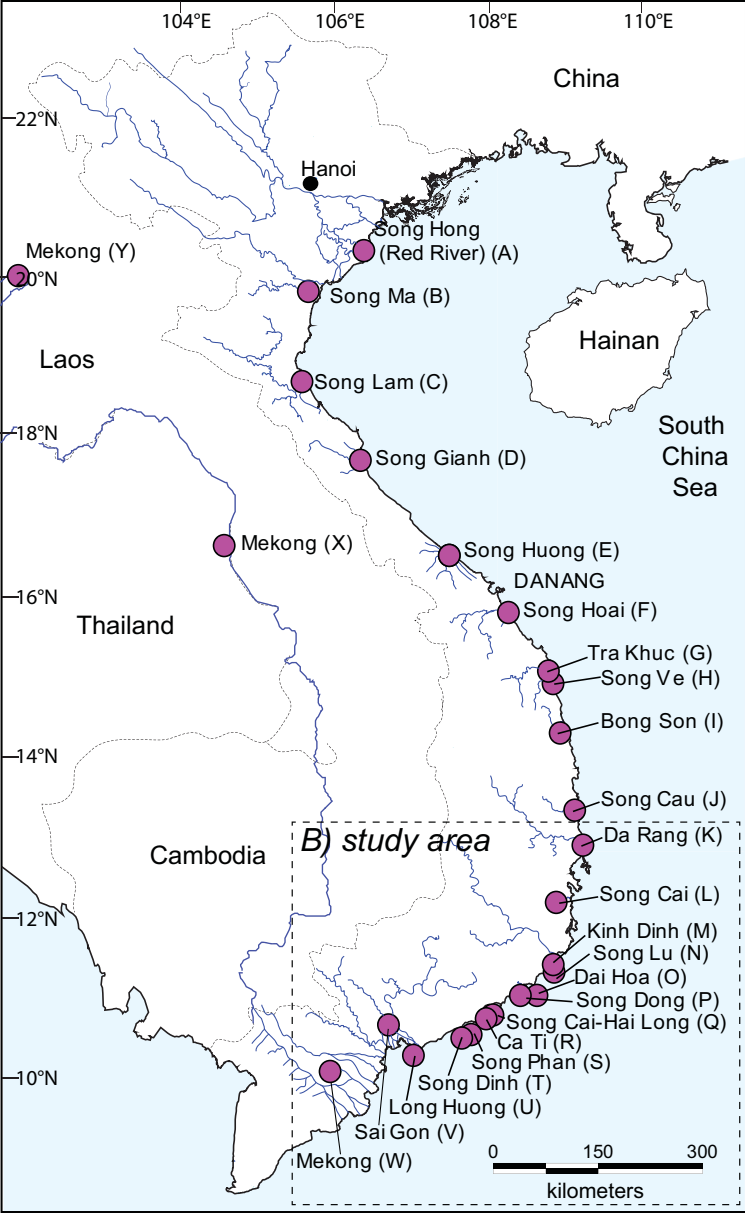 104°E
106°E
108°E
110°E
China
22°N
Hanoi
Song Hong
(Red River) (A)
Mekong (Y)
20°N
Song Ma (B)
Hainan
Laos
Song Lam (C)
18°N
South
China
Sea
Song Gianh (D)
Mekong (X)
Song Huong (E)
DANANG
16°N
Song Hoai (F)
Thailand
Tra Khuc (G)
Song Ve (H)
Bong Son (I)
14°N
Song Cau (J)
B) study area
Da Rang (K)
Cambodia
Song Cai (L)
12°N
Kinh Dinh (M)
Song Lu (N)
Dai Hoa (O)
Song Dong (P)
Song Cai-Hai Long (Q)
Ca Ti (R)
Song Phan (S)
10°N
Song Dinh (T)
Long Huong (U)
Sai Gon (V)
Mekong (W)
0
150
300
kilometers